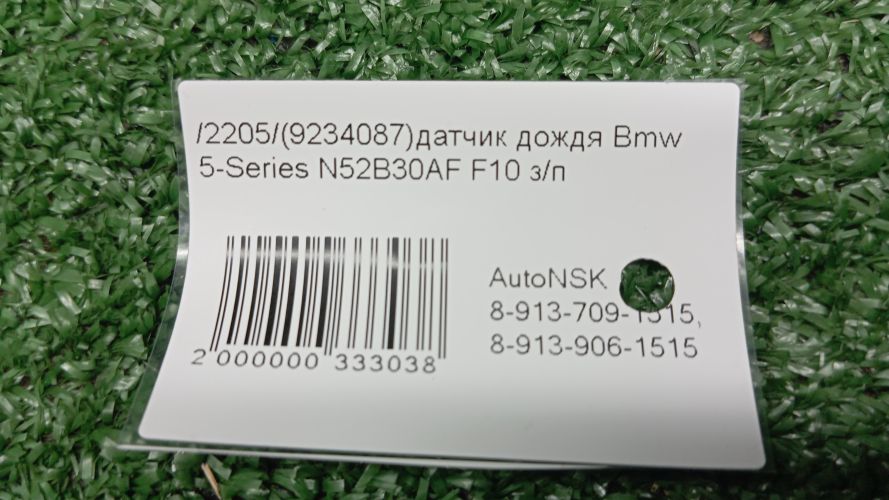 /2205/(9234087)датчик дождя Bmw
5-Series N52B30AF F10 з/п
AutoNSK
8-913-709-1515,
8-913-906-1515
2 000000 333038